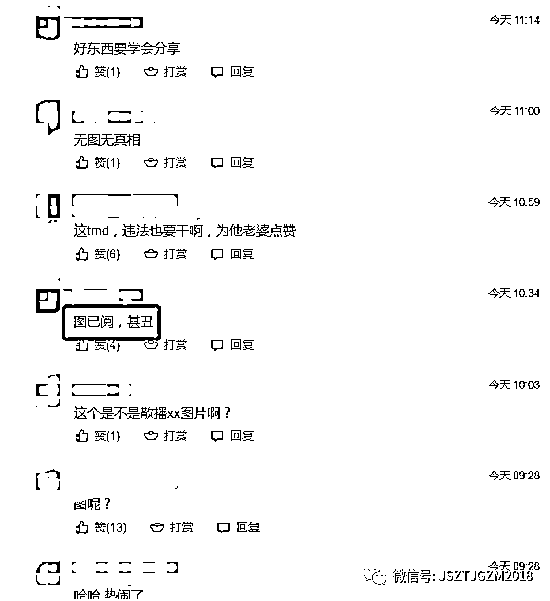 今天 11:14
好东西要学会分享
赞(1) 打赏 回复
今天 11:00
无图无真相
赞(1) 打赏 回复
今天 10:59
这tmd，违法也要干啊，为他老婆点赞
赞(6) 打赏 回复
今天 10:34
图已阅，甚丑
赞(4) 打赏 回复
今天 10:03
这个是不是散播xx图片啊？
赞(1) 打赏 回复
今天 09:28
图呢？
赞(13) 打赏 回复
今天 09:28
哈哈 热闹了
微信号: JSZTJGZM2018